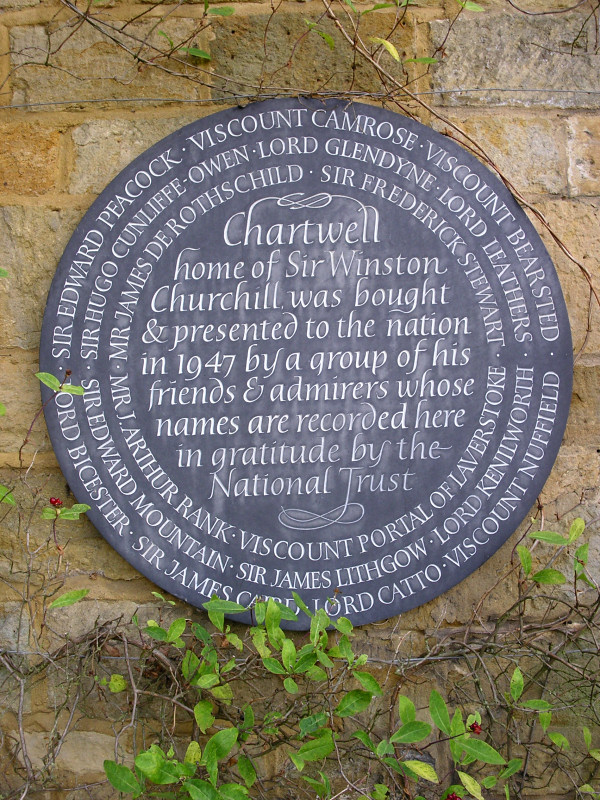 SIR EDWARD PEACOCK · VISCOUNT CAMROSE · VISCOUNT BEARSTED ·
SIR HUGO CUNLIFFE-OWEN · LORD GLENDYNE · LORD LEATHERS ·
MR. JAMES DE ROTHSCHILD · SIR FREDERICK STEWART ·
Chartwell
home of Sir Winston
Churchill, was bought
& presented to the nation
in 1947 by a group of his
friends & admirers whose
names are recorded here
in gratitude by the
National Trust
MR. J. ARTHUR RANK · VISCOUNT PORTAL OF LAVERSTOKE ·
SIR EDWARD MOUNTAIN · SIR JAMES LITHGOW · LORD KENILWORTH ·
LORD BICESTER · SIR JAMES CAIRD · LORD CATTO · VISCOUNT NUFFIELD ·